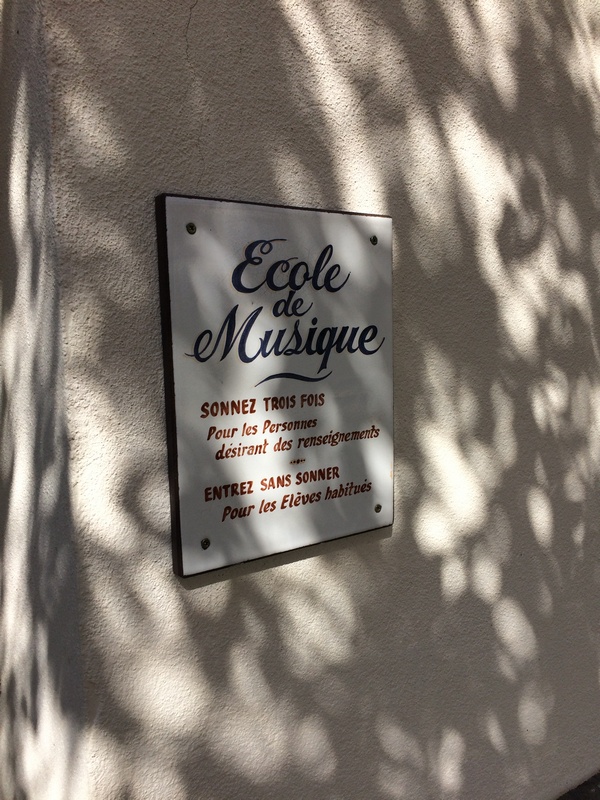 Ecole
de
Musique
SONNEZ TROIS FOIS
Pour les Personnes
désirant des renseignements
ENTREZ SANS SONNER
Pour les Elèves habitués